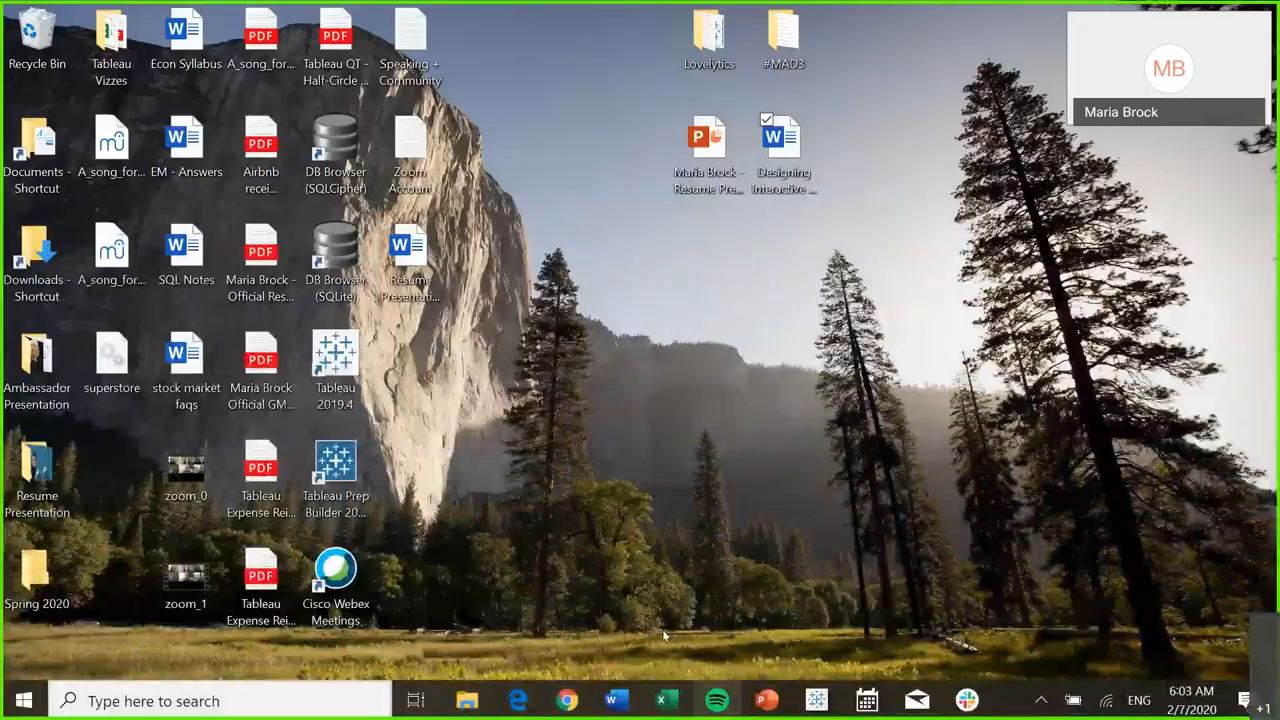 Recycle Bin
Tableau
Vizzes
Econ Syllabus
PDF
A_song_for...
PDF
Tableau QT -
Half-Circle ...
Speaking +
Community
Lovelytics
#MAD3
MB
Maria Brock
Documents -
Shortcut
A_song_for...
EM - Answers
PDF
Airbnb
recei...
DB Browser
(SQLCipher)
Zoom
Account
Maria Brock -
Resume Pre...
Designing
Interactive ...
Downloads -
Shortcut
A_song_for...
SQL Notes
PDF
Maria Brock -
Official Res...
DB Browser
(SQLite)
Resume
Presentati...
Ambassador
Presentation
superstore
stock market
faqs
PDF
Maria Brock
Official GM...
Tableau
2019.4
Resume
Presentation
zoom_0
PDF
Tableau
Expense Rei...
Tableau Prep
Builder 20...
Spring 2020
zoom_1
PDF
Tableau
Expense Rei...
Cisco Webex
Meetings
Type here to search
ENG
6:03 AM
2/7/2020
+1